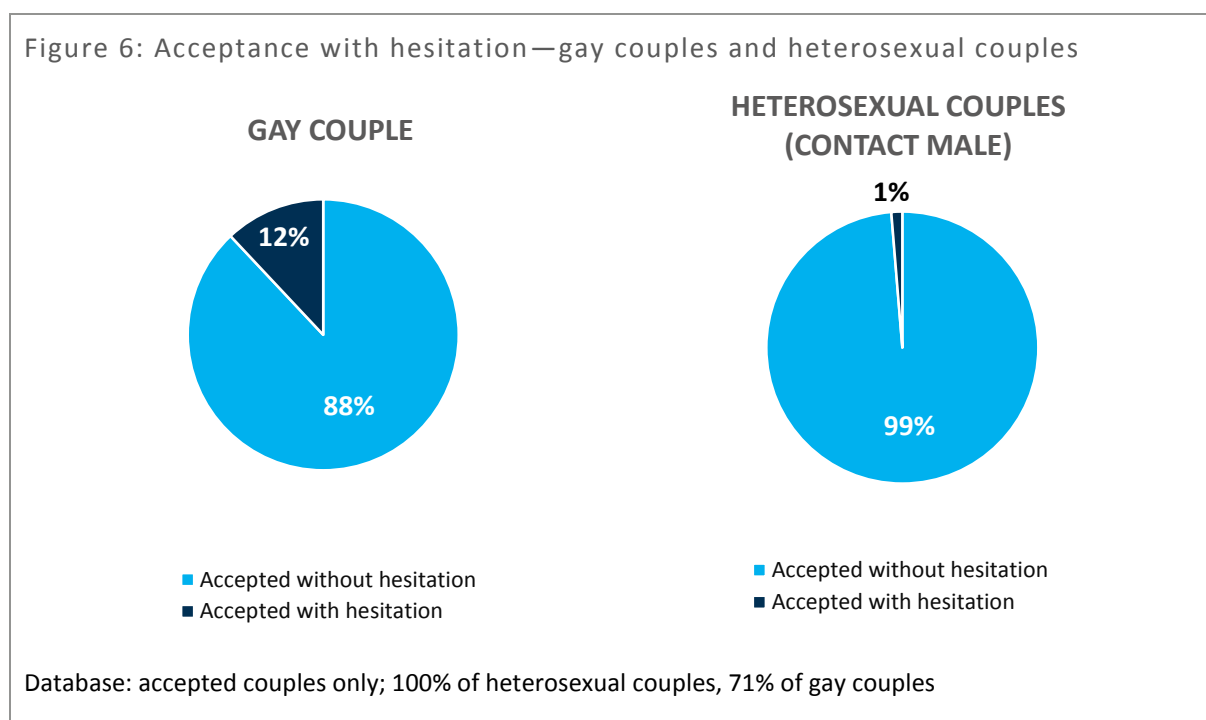 Figure 6: Acceptance with hesitation—gay couples and heterosexual couples
GAY COUPLE
12%
88%
Accepted without hesitation
Accepted with hesitation
HETEROSEXUAL COUPLES
(CONTACT MALE)
1%
99%
Accepted without hesitation
Accepted with hesitation
Database: accepted couples only; 100% of heterosexual couples, 71% of gay couples